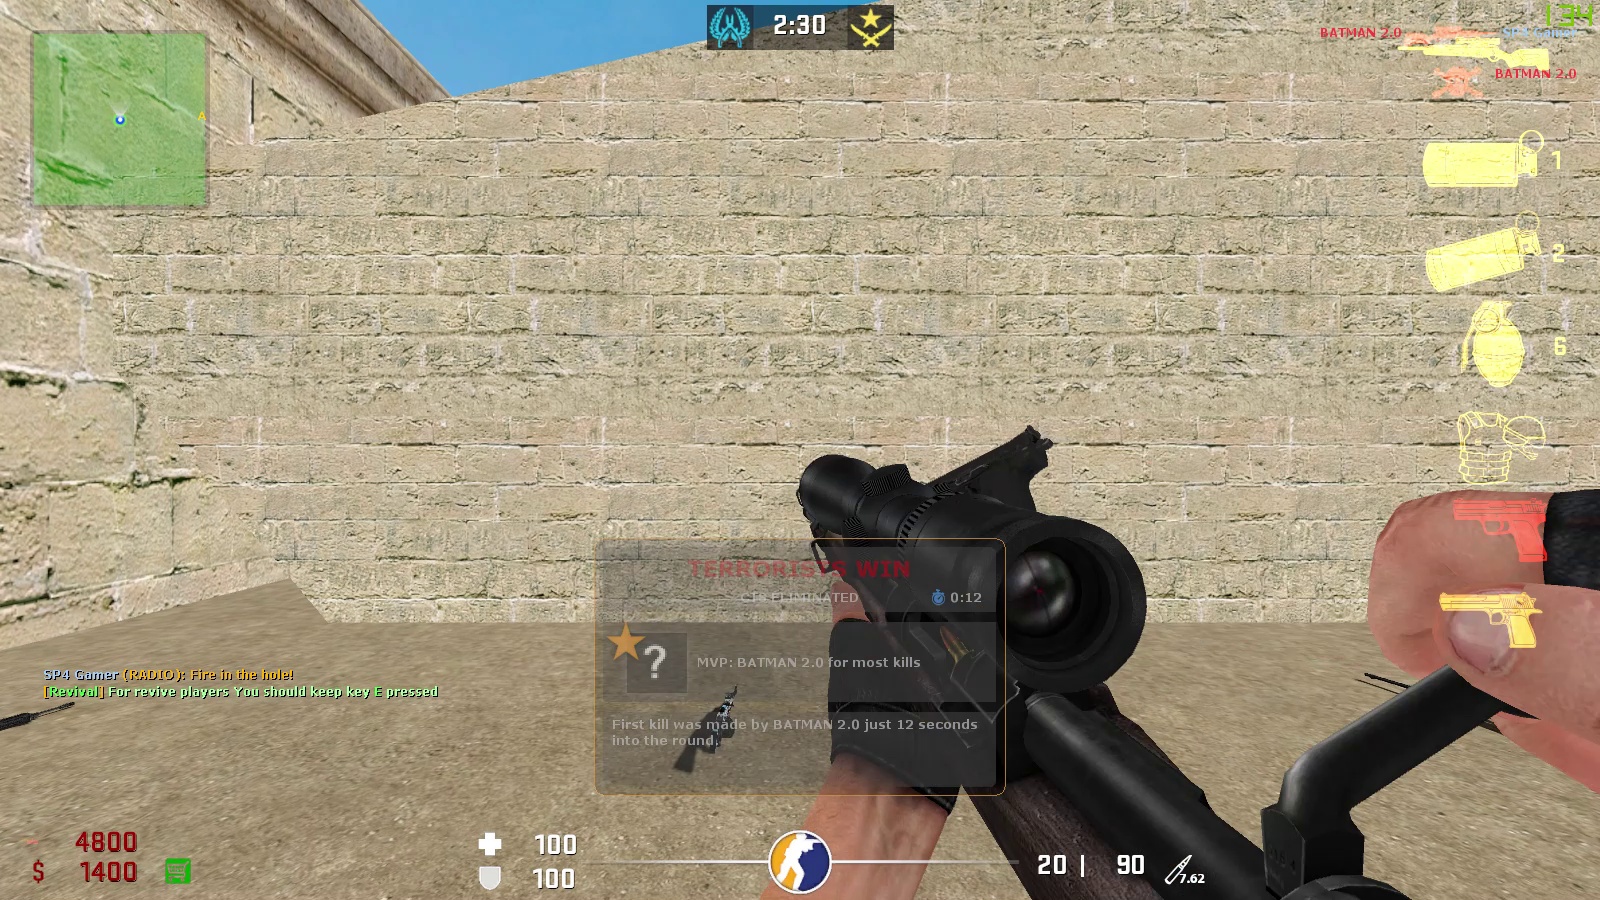 2:30
134
BATMAN 2.0 SP4 Gamer
BATMAN 2.0
A
1
2
6
TERRORISTS WIN
CTS ELIMINATED 0:12
?
MVP: BATMAN 2.0 for most kills
First kill was made by BATMAN 2.0 just 12 seconds
into the round.
SP4 Gamer (RADIO): Fire in the hole!
[Revival] For revive players You should keep key E pressed
- 4800
$ 1400
100
100
20 | 90 7.62